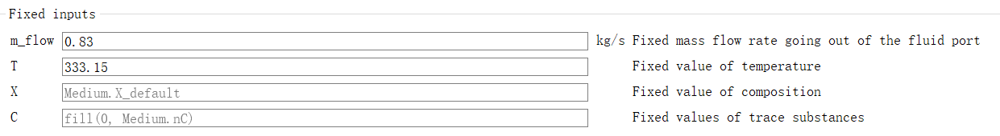 Fixed inputs
m_flow 0.83 kg/s Fixed mass flow rate going out of the fluid port
T 333.15 Fixed value of temperature
X Medium.X_default Fixed value of composition
C fill(0, Medium.nC) Fixed values of trace substances